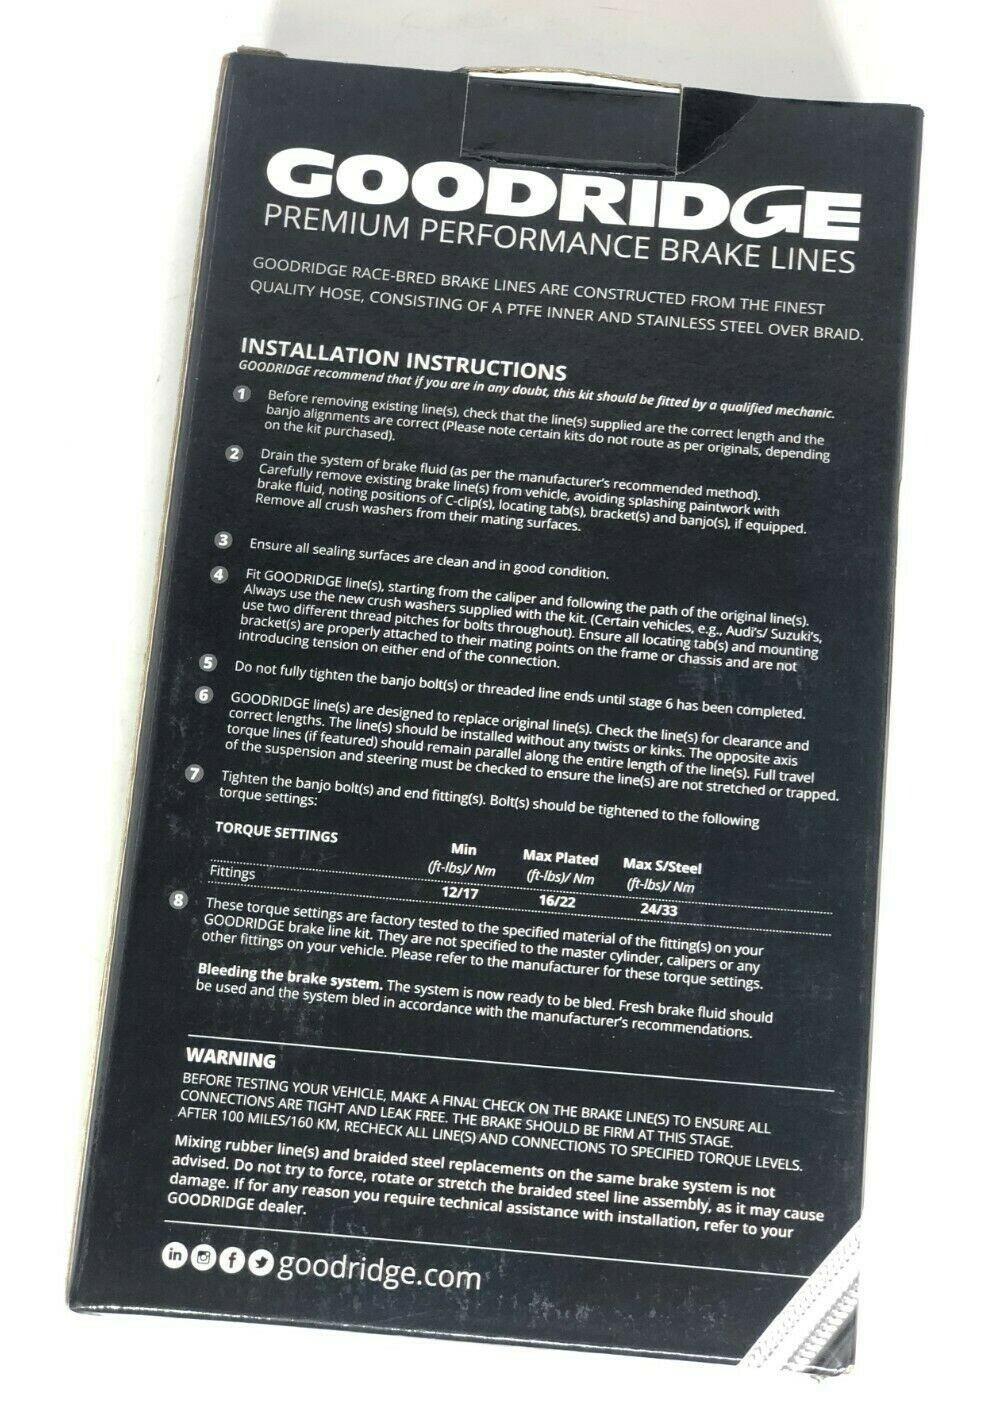 GOODRIDGE
PREMIUM PERFORMANCE BRAKE LINES
GOODRIDGE RACE-BRED BRAKE LINES ARE CONSTRUCTED FROM THE FINEST
QUALITY HOSE, CONSISTING OF A PTFE INNER AND STAINLESS STEEL OVER BRAID.
INSTALLATION INSTRUCTIONS
GOODRIDGE recommend that if you are in any doubt, this kit should be fitted by a qualified mechanic.
1 Before removing existing line(s), check that the line(s) supplied are the correct length and the
banjo alignments are correct (Please note certain kits do not route as per originals, depending
on the kit purchased).
2 Drain the system of brake fluid (as per the manufacturer's recommended method).
Carefully remove existing brake line(s) from vehicle, avoiding splashing paintwork with
brake fluid, noting positions of C-clip(s), locating tab(s), bracket(s) and banjo(s), if equipped.
Remove all crush washers from their mating surfaces.
3 Ensure all sealing surfaces are clean and in good condition.
4 Fit GOODRIDGE line(s), starting from the caliper and following the path of the original line(s).
Always use the new crush washers supplied with the kit. (Certain vehicles, e.g., Audi's/ Suzuki's,
use two different thread pitches for bolts throughout). Ensure all locating tab(s) and mounting
bracket(s) are properly attached to their mating points on the frame or chassis and are not
introducing tension on either end of the connection.
5 Do not fully tighten the banjo bolt(s) or threaded line ends until stage 6 has been completed.
6 GOODRIDGE line(s) are designed to replace original line(s). Check the line(s) for clearance and
correct lengths. The line(s) should be installed without any twists or kinks. The opposite axis
torque lines (if featured) should remain parallel along the entire length of the line(s). Full travel
of the suspension and steering must be checked to ensure the line(s) are not stretched or trapped.
7 Tighten the banjo bolt(s) and end fitting(s). Bolt(s) should be tightened to the following
torque settings:
TORQUE SETTINGS Min Max Plated Max S/Steel
(ft-lbs)/ Nm (ft-lbs)/ Nm (ft-lbs)/ Nm
Fittings 12/17 16/22 24/33
8 These torque settings are factory tested to the specified material of the fitting(s) on your
GOODRIDGE brake line kit. They are not specified to the master cylinder, calipers or any
other fittings on your vehicle. Please refer to the manufacturer for these torque settings.
Bleeding the brake system. The system is now ready to be bled. Fresh brake fluid should
be used and the system bled in accordance with the manufacturer's recommendations.
WARNING
BEFORE TESTING YOUR VEHICLE, MAKE A FINAL CHECK ON THE BRAKE LINE(S) TO ENSURE ALL
CONNECTIONS ARE TIGHT AND LEAK FREE. THE BRAKE SHOULD BE FIRM AT THIS STAGE.
AFTER 100 MILES/160 KM, RECHECK ALL LINE(S) AND CONNECTIONS TO SPECIFIED TORQUE LEVELS.
Mixing rubber line(s) and braided steel replacements on the same brake system is not
advised. Do not try to force, rotate or stretch the braided steel line assembly, as it may cause
damage. If for any reason you require technical assistance with installation, refer to your
GOODRIDGE dealer.
in f goodridge.com